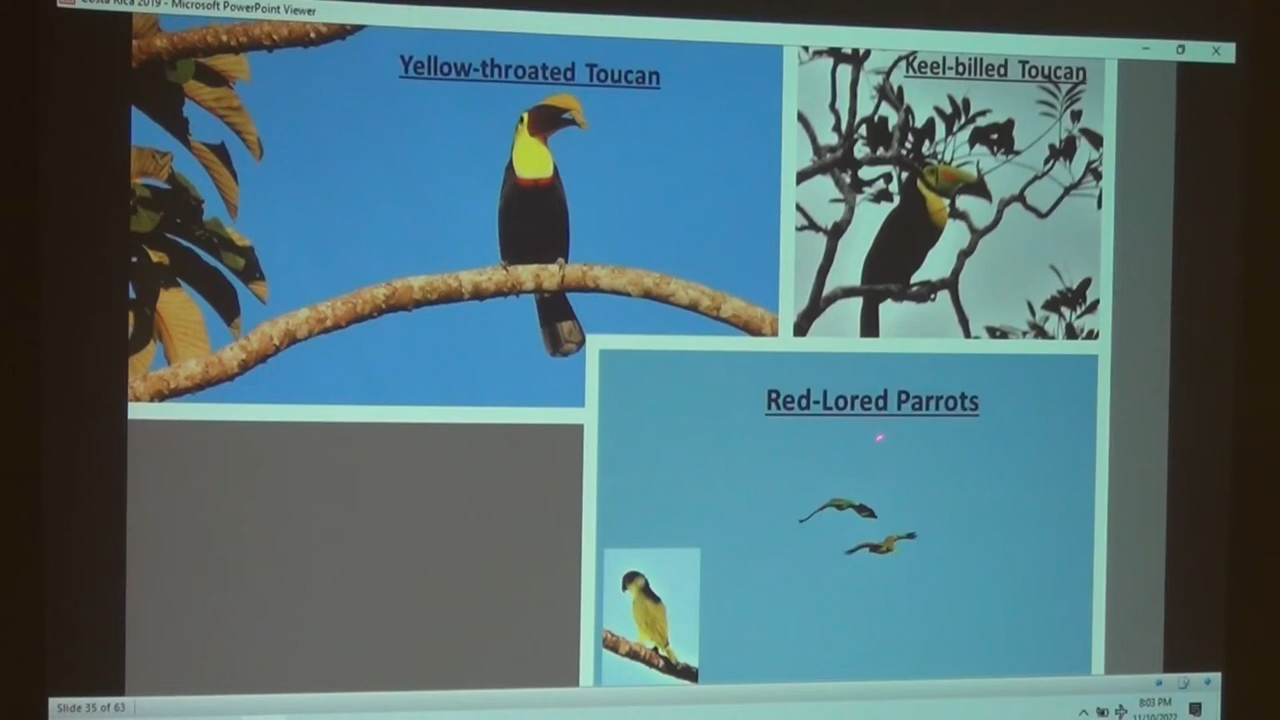 Costa Rica 2019 - Microsoft PowerPoint Viewer
Yellow-throated Toucan
Keel-billed Toucan
Red-Lored Parrots
Slide 35 of 63
8:03 PM